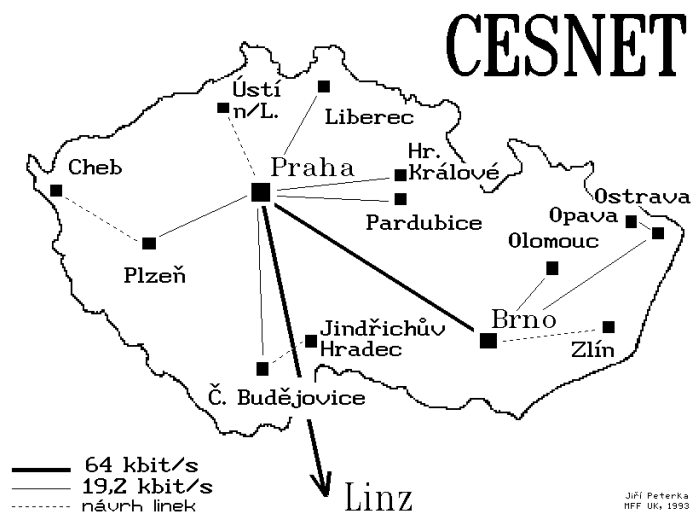 CESNET
Ústí
n/L.
Liberec
Praha
Hr.
Králové
Cheb
Pardubice
Ostrava
Opava
Olomouc
Plzeň
Brno
Jindřichův
Hradec
Zlín
Č. Budějovice
64 kbit/s
19,2 kbit/s
návrh linek
Linz
Jiří Peterka
MFF UK, 1993